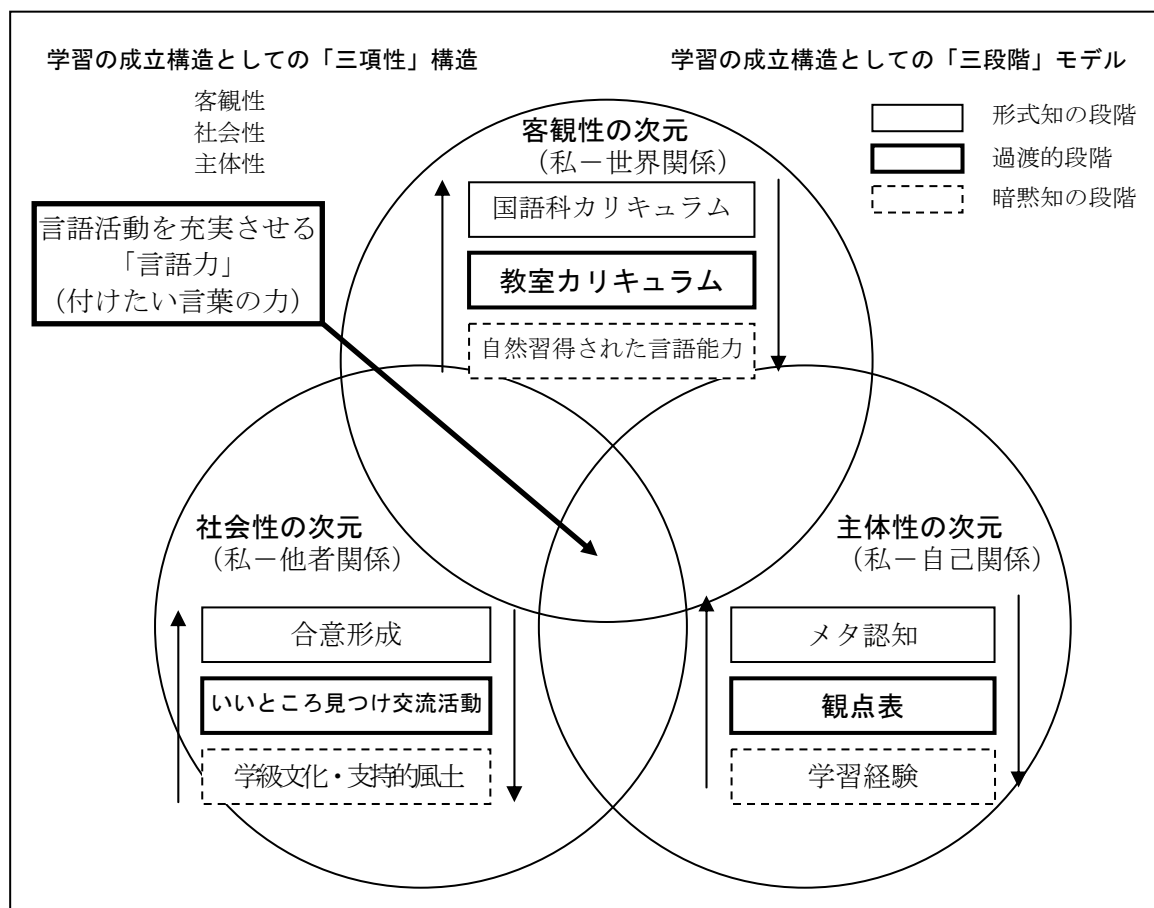 学習の成立構造としての「三項性」構造
客観性
社会性
主体性
学習の成立構造としての「三段階」モデル
形式知の段階
過渡的段階
暗黙知の段階
客観性の次元
（私－世界関係）
国語科カリキュラム
教室カリキュラム
自然習得された言語能力
言語活動を充実させる
「言語力」
（付けたい言葉の力）
社会性の次元
（私－他者関係）
合意形成
いいところ見つけ交流活動
学級文化・支持的風土
主体性の次元
（私－自己関係）
メタ認知
観点表
学習経験